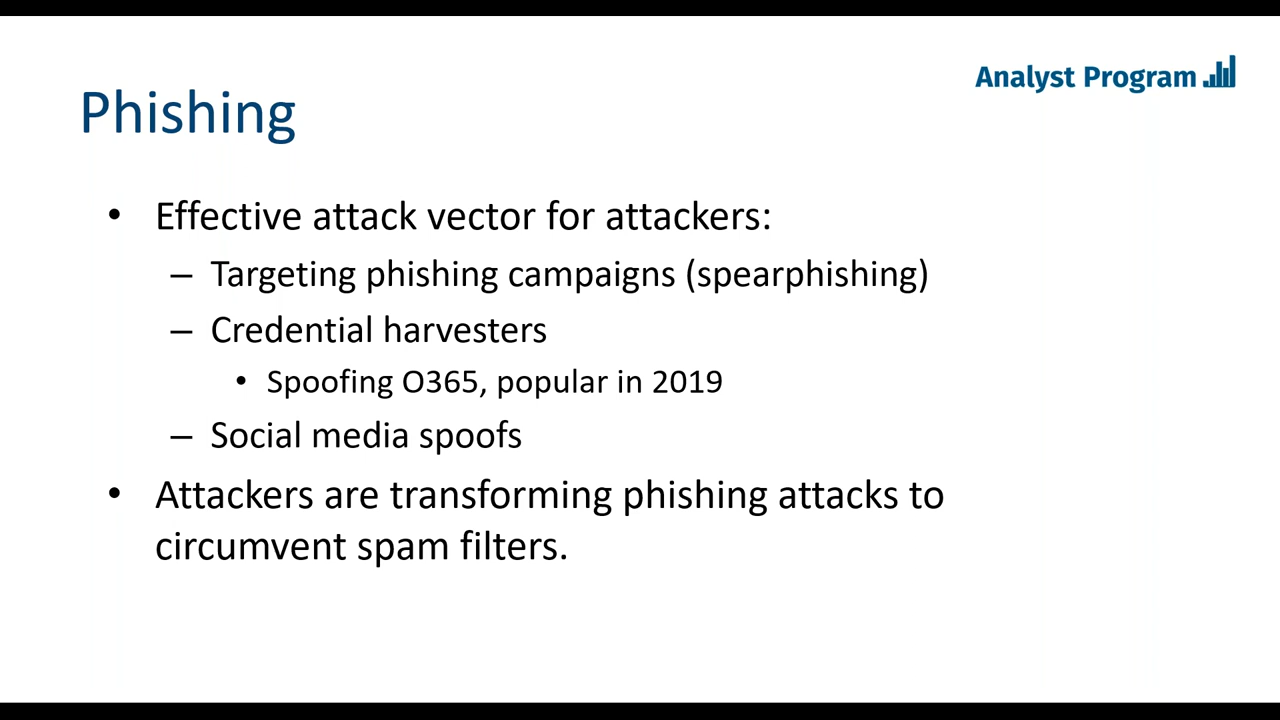 Analyst Program
Phishing
• Effective attack vector for attackers:
– Targeting phishing campaigns (spearphishing)
– Credential harvesters
• Spoofing O365, popular in 2019
– Social media spoofs
• Attackers are transforming phishing attacks to
circumvent spam filters.